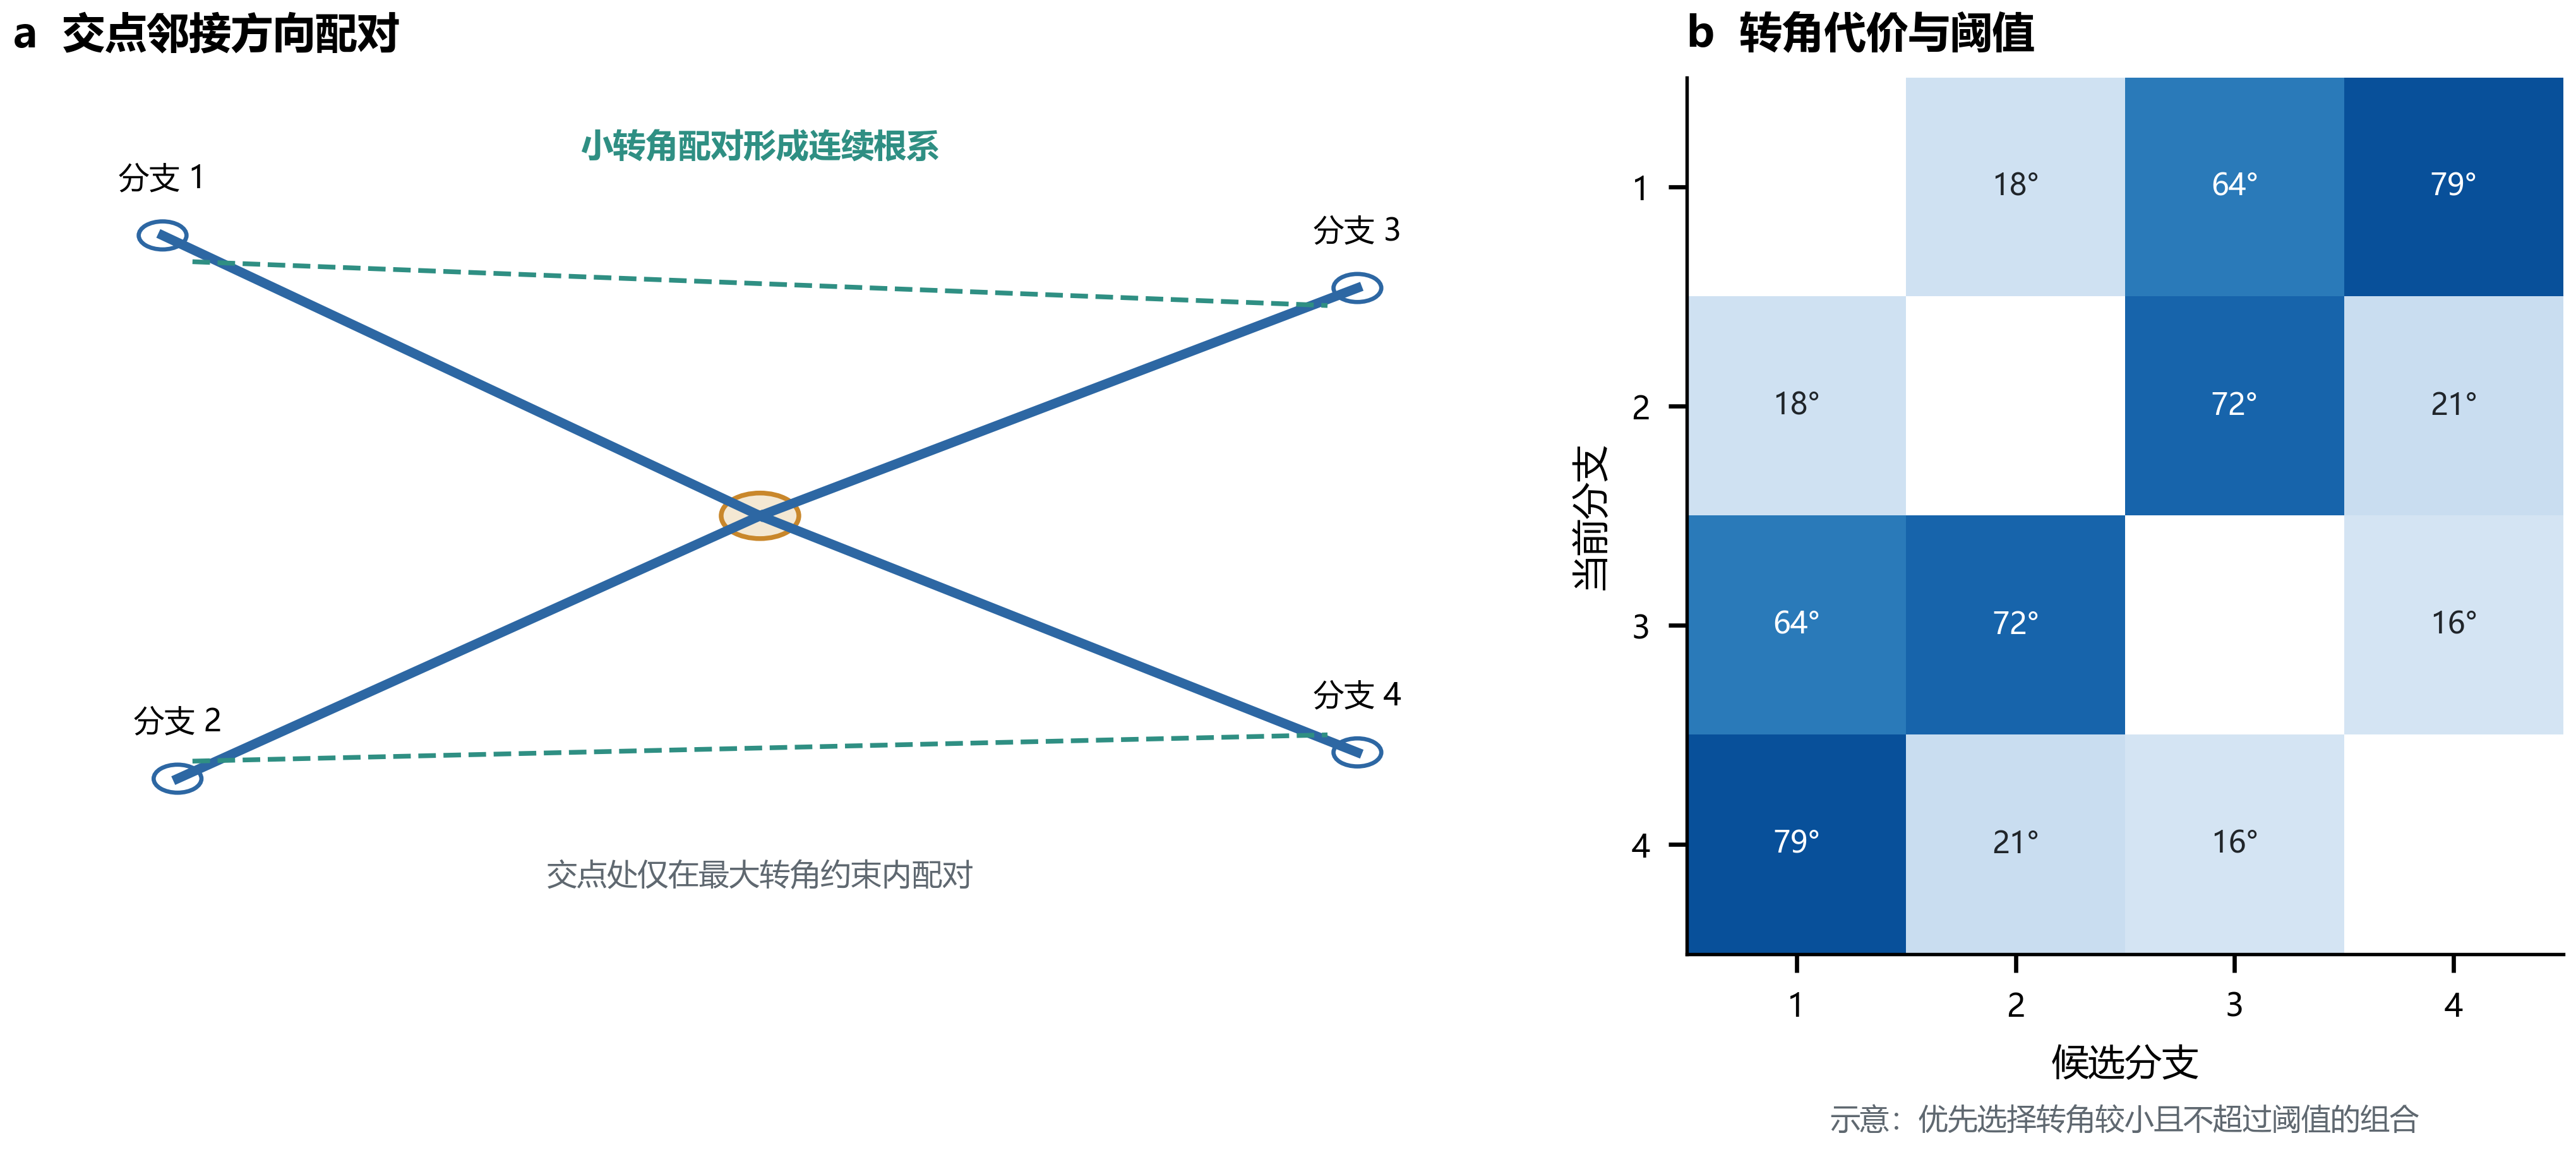 a 交点邻接方向配对
小转角配对形成连续根系
分支 1
分支 3
分支 2
分支 4
交点处仅在最大转角约束内配对
b 转角代价与阈值
当前分支
1 18° 64° 79°
2 18° 72° 21°
3 64° 72° 16°
4 79° 21° 16°
1 2 3 4
候选分支
示意：优先选择转角较小且不超过阈值的组合